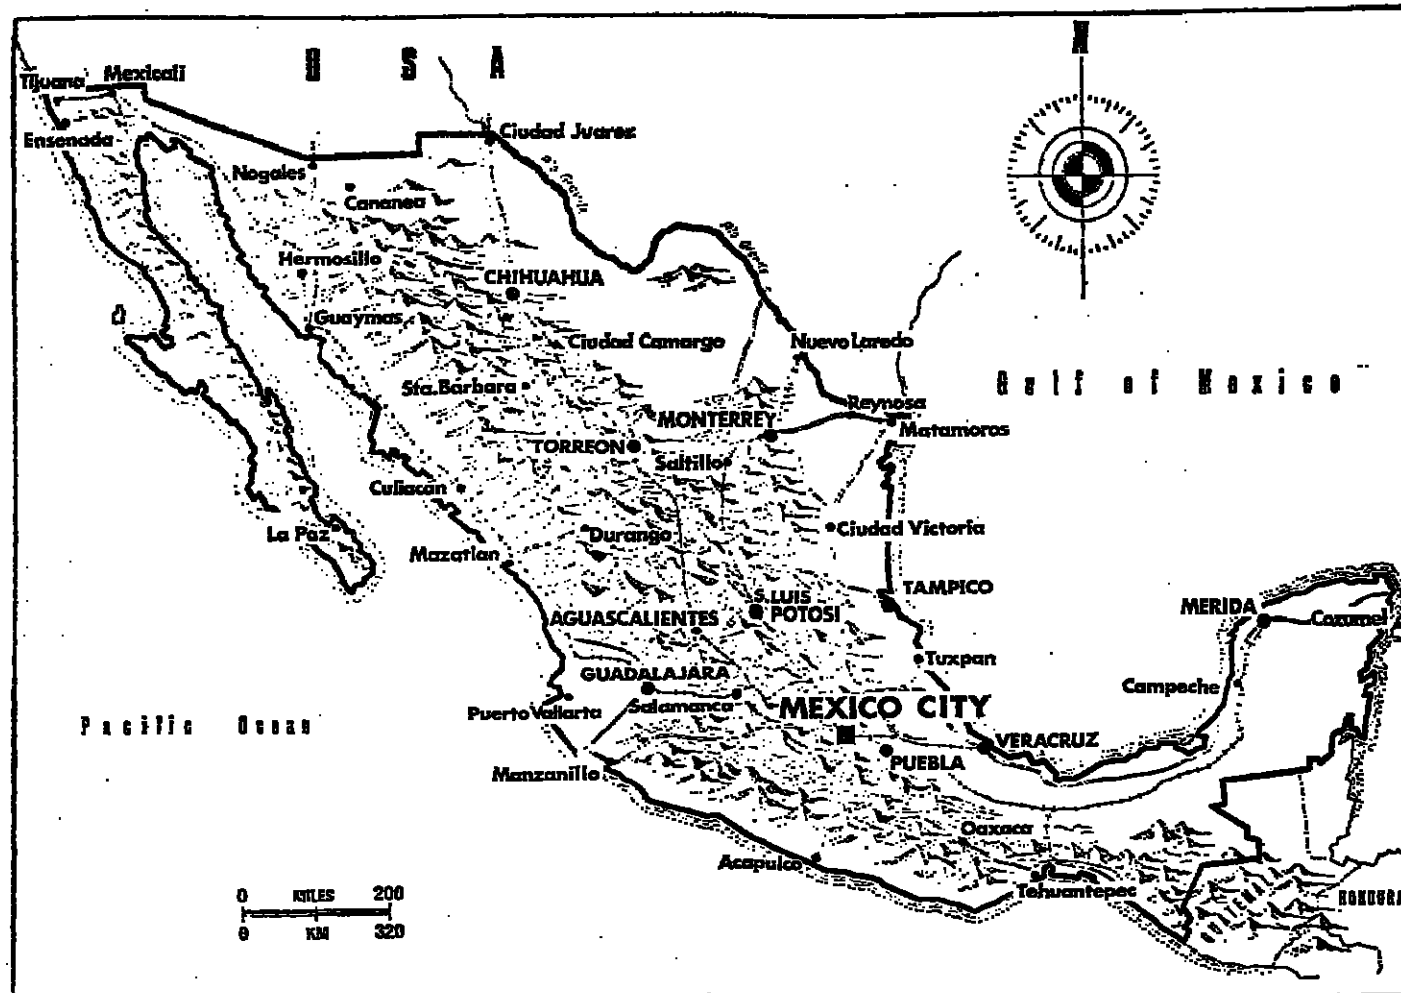 N
U S A
Tijuana
Mexicali
Ensenada
Ciudad Juarez
Nogales
Cananea
Rio Grande
Hermosillo
CHIHUAHUA
Guaymas
Ciudad Camargo
Nuevo Laredo
Gulf of Mexico
Sta. Barbara
Reynosa
MONTERREY
Matamoros
TORREON
Saltillo
Culiacan
La Paz
Durango
Ciudad Victoria
Mazatlan
S. LUIS
POTOSI
TAMPICO
AGUASCALIENTES
MERIDA
Cozumel
Tuxpan
GUADALAJARA
Campeche
Puerto Vallarta
Salamanca
MEXICO CITY
Pacific Ocean
VERACRUZ
PUEBLA
Manzanillo
Oaxaca
Acapulco
Tehuantepec
0 MILES 200
0 KM 320